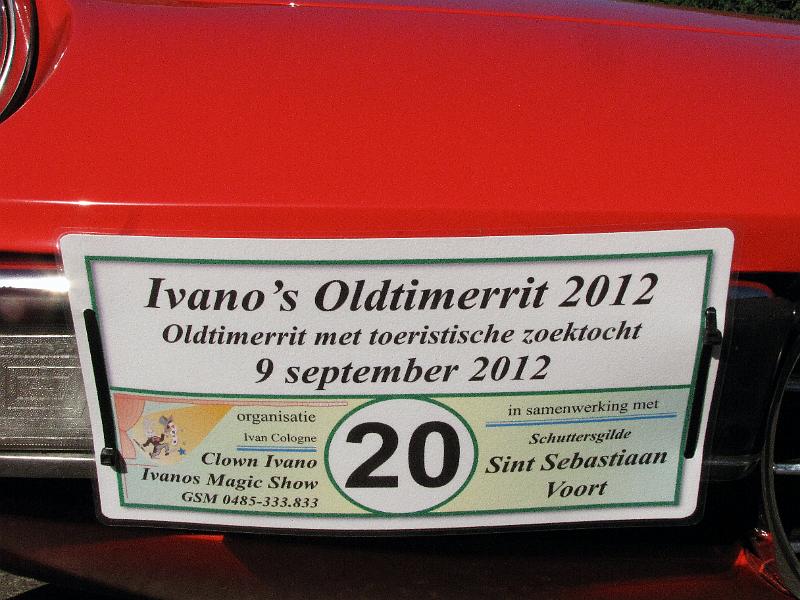 Ivano's Oldtimerrit 2012
Oldtimerrit met toeristische zoektocht
9 september 2012
organisatie
Ivan Cologne
Clown Ivano
Ivanos Magic Show
GSM 0485-333.833
20
in samenwerking met
Schuttersgilde
Sint Sebastiaan
Voort